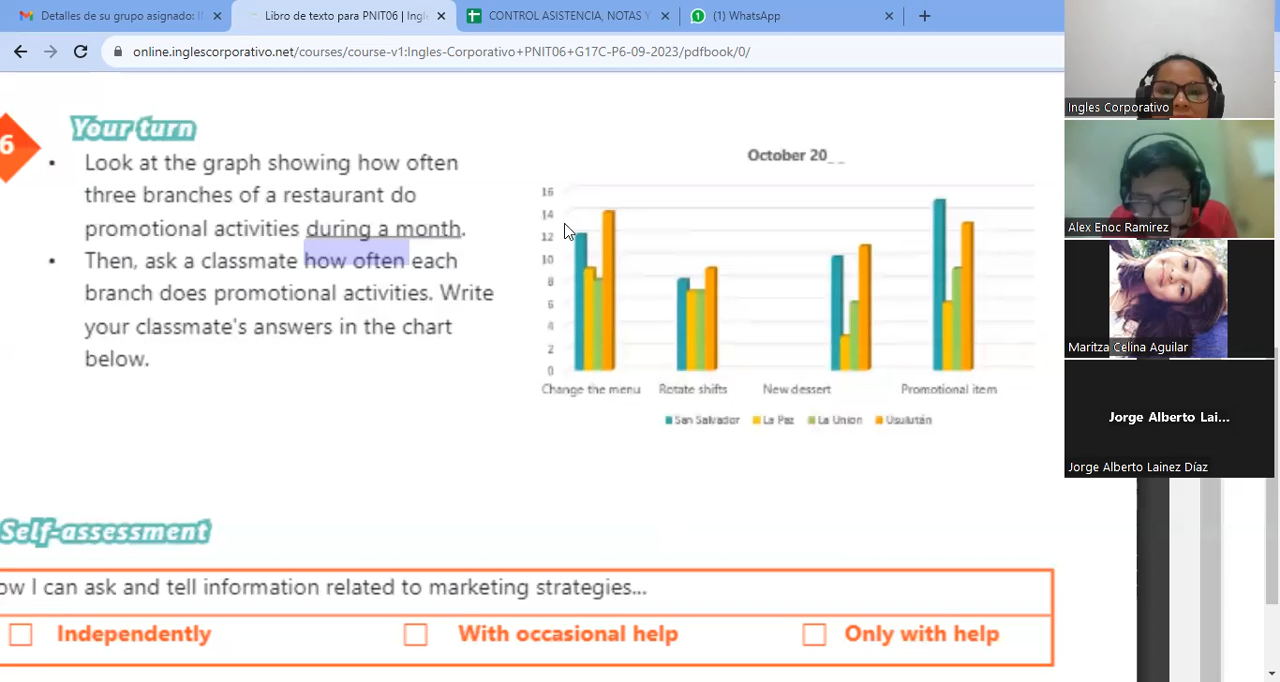 Detalles de su grupo asignado: I
Libro de texto para PNIT06 | Ingl
CONTROL ASISTENCIA, NOTAS Y
(1) WhatsApp
online.inglescorporativo.net/courses/course-v1:Ingles-Corporativo+PNIT06+G17C-P6-09-2023/pdfbook/0/
Ingles Corporativo
Alex Enoc Ramirez
Maritza Celina Aguilar
Jorge Alberto Lai...
Jorge Alberto Lainez Díaz
6
Your turn
• Look at the graph showing how often
three branches of a restaurant do
promotional activities during a month.
• Then, ask a classmate how often each
branch does promotional activities. Write
your classmate's answers in the chart
below.
October 20_ _
16
14
12
10
8
6
4
2
0
Change the menu Rotate shifts New dessert Promotional item
San Salvador La Paz La Union Usulután
Self-assessment
ow I can ask and tell information related to marketing strategies...
Independently With occasional help Only with help